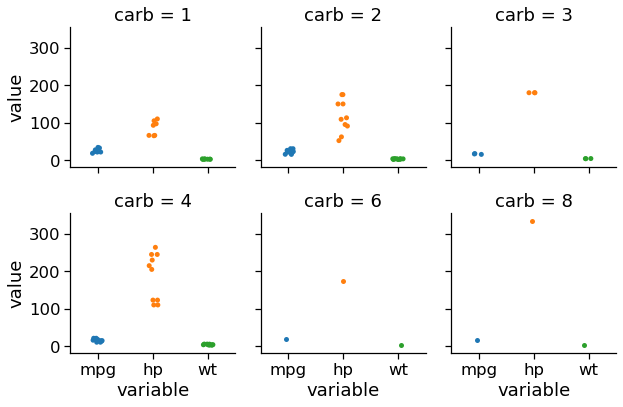 carb = 1 carb = 2 carb = 3
300
200
100
0
value
carb = 4 carb = 6 carb = 8
300
200
100
0
value
mpg hp wt mpg hp wt mpg hp wt
variable variable variable